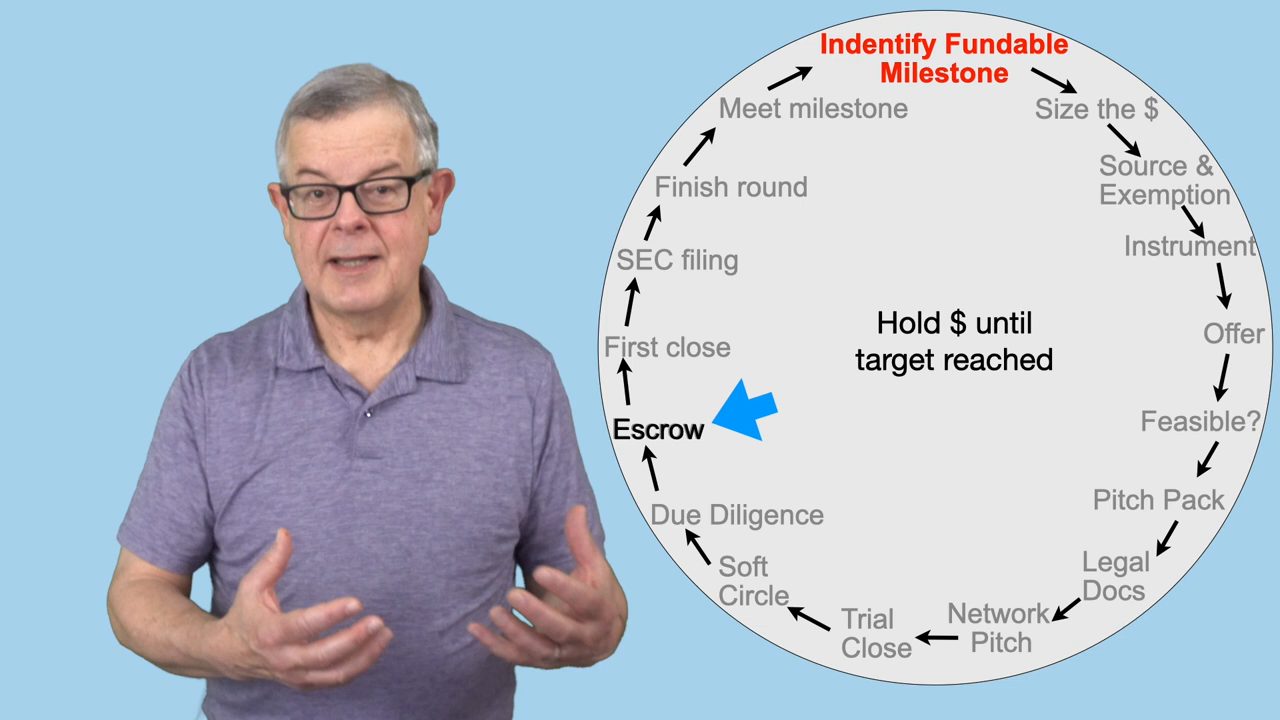 Indentify Fundable
Milestone
Size the $
Source &
Exemption
Instrument
Offer
Feasible?
Pitch Pack
Legal
Docs
Network
Pitch
Trial
Close
Soft
Circle
Due Diligence
Escrow
First close
SEC filing
Finish round
Meet milestone
Hold $ until
target reached